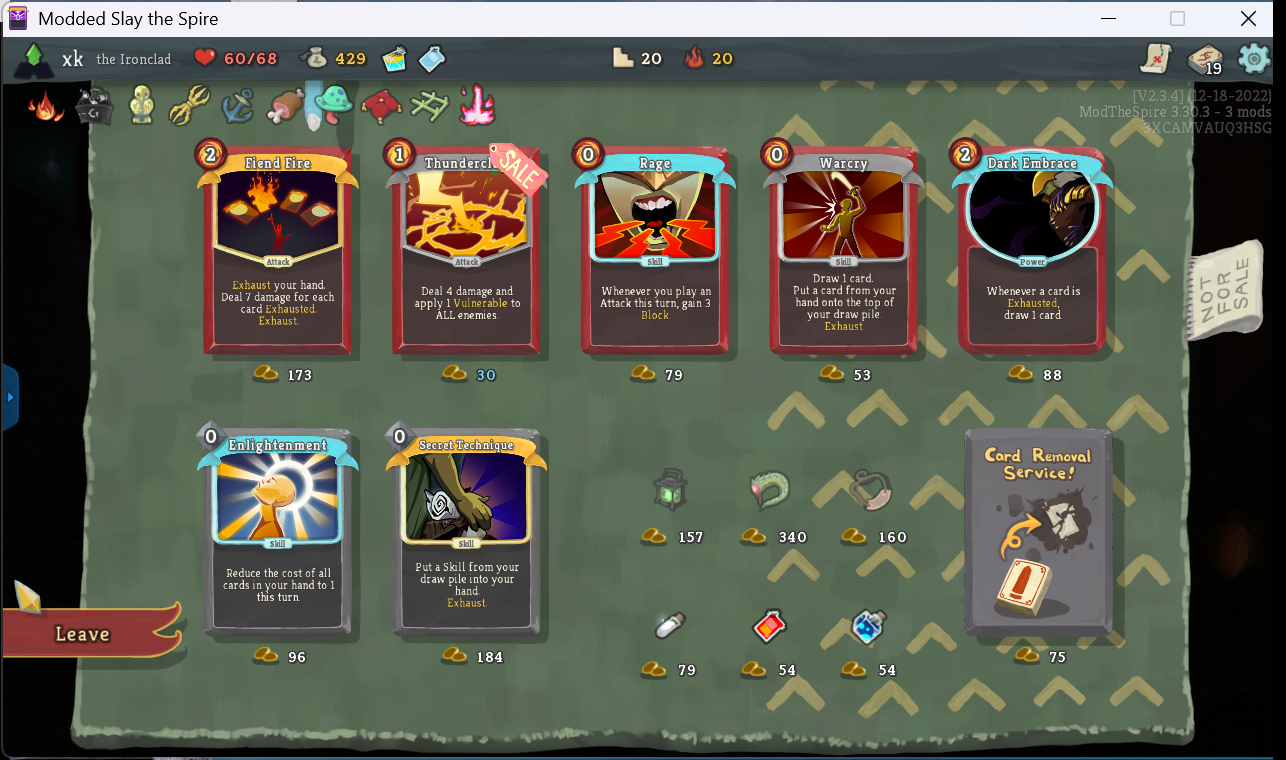 Modded Slay the Spire
xk the Ironclad 60/68 429 20 20 19
[V2.3.4] (12-18-2022)
ModTheSpire 3.30.3 - 3 mods
3XCAMVAUQ3HSG
2 Fiend Fire
Attack
Exhaust your hand.
Deal 7 damage for each
card Exhausted.
Exhaust.
173
1
SALE
Attack
Deal 4 damage and
apply 1 Vulnerable to
ALL enemies.
30
0 Rage
Skill
Whenever you play an
Attack this turn, gain 3
Block.
79
0 Warcry
Skill
Draw 1 card.
Put a card from your
hand onto the top of
your draw pile.
Exhaust.
53
2 Dark Embrace
Power
Whenever a card is
Exhausted,
draw 1 card.
88
NOT
FOR
SALE
0 Enlightenment
Skill
Reduce the cost of all
cards in your hand to 1
this turn.
96
0 Secret Technique
Skill
Put a Skill from your
draw pile into your
hand.
Exhaust.
184
157 340 160
79 54 54
Card Removal
Service!
75
Leave